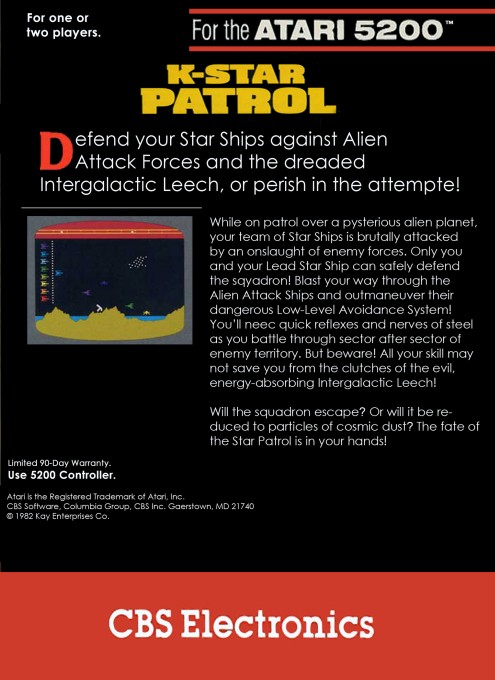 For one or
two players.
For the ATARI 5200™
K-STAR
PATROL
Defend your Star Ships against Alien
Attack Forces and the dreaded
Intergalactic Leech, or perish in the attempte!
While on patrol over a pysterious alien planet,
your team of Star Ships is brutally attacked
by an onslaught of enemy forces. Only you
and your Lead Star Ship can safely defend
the sqyadron! Blast your way through the
Alien Attack Ships and outmaneuver their
dangerous Low-Level Avoidance System!
You'll neec quick reflexes and nerves of steel
as you battle through sector after sector of
enemy territory. But beware! All your skill may
not save you from the clutches of the evil,
energy-absorbing Intergalactic Leech!
Will the squadron escape? Or will it be re-
duced to particles of cosmic dust? The fate of
the Star Patrol is in your hands!
Limited 90-Day Warranty.
Use 5200 Controller.
Atari is the Registered Trademark of Atari, Inc.
CBS Software, Columbia Group, CBS Inc. Gaerstown, MD 21740
© 1982 Kay Enterprises Co.
CBS Electronics